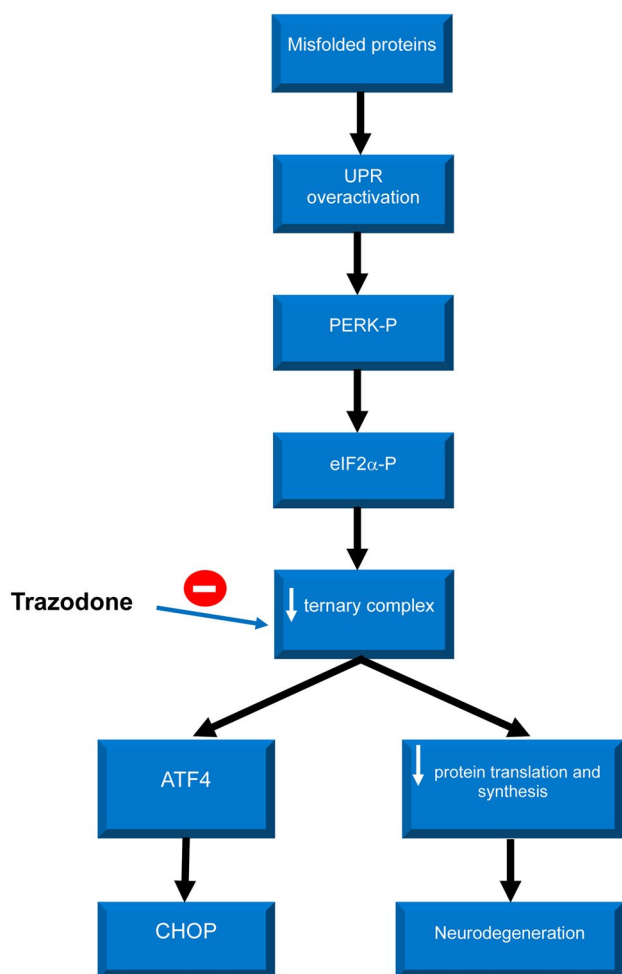 Misfolded proteins
UPR
overactivation
PERK-P
eIF2α-P
Trazodone
↓ ternary complex
ATF4
↓ protein translation and
synthesis
CHOP
Neurodegeneration